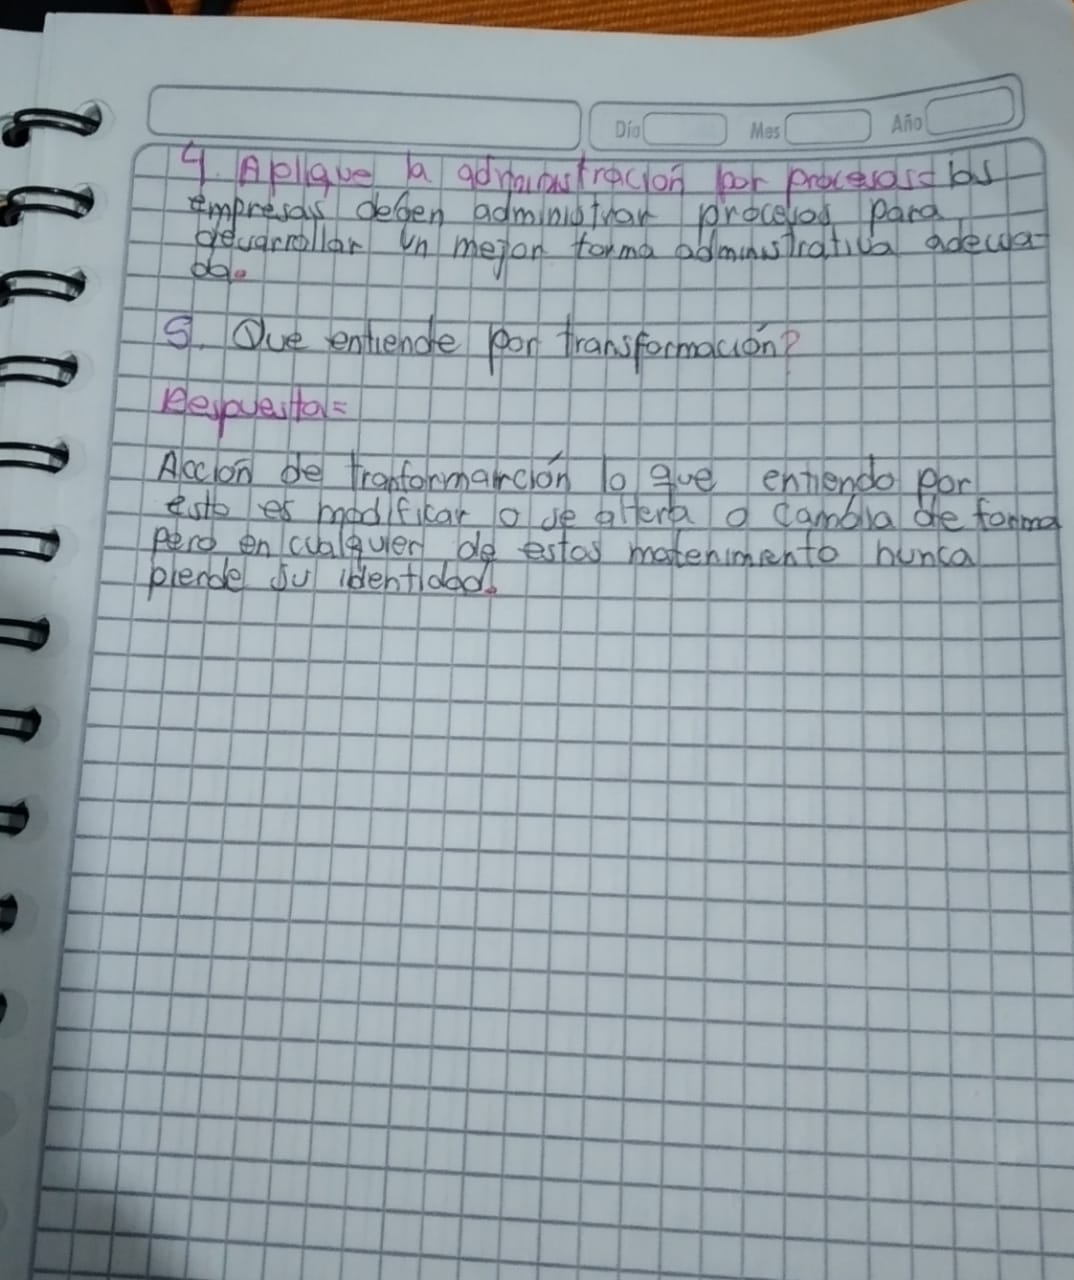 Día Mes Año
4. Aplique la administración por procesos= las
empresas deben administrar procesos para
desarrollar un mejor forma administrativa adecua-
da.
5. Que entiende por transformación?
Respuesta=
Acción de tranformarción lo que entiendo por
esto es modificar o se altera o cambia de forma
pero en cualquier de estas matenimiento nunca
pierde su identidad.